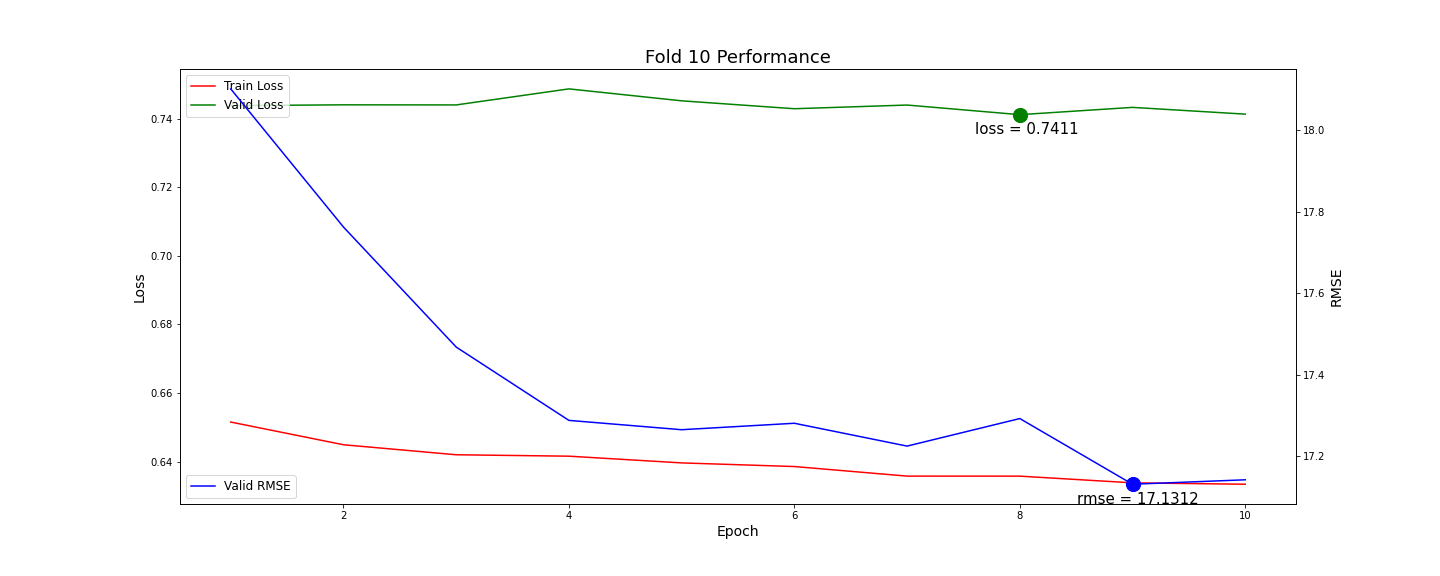 Fold 10 Performance
Train Loss
Valid Loss
0.74
0.72
0.70
0.68
0.66
0.64
Loss
loss = 0.7411
18.0
17.8
17.6
17.4
17.2
RMSE
Valid RMSE
rmse = 17.1312
2 4 6 8 10
Epoch